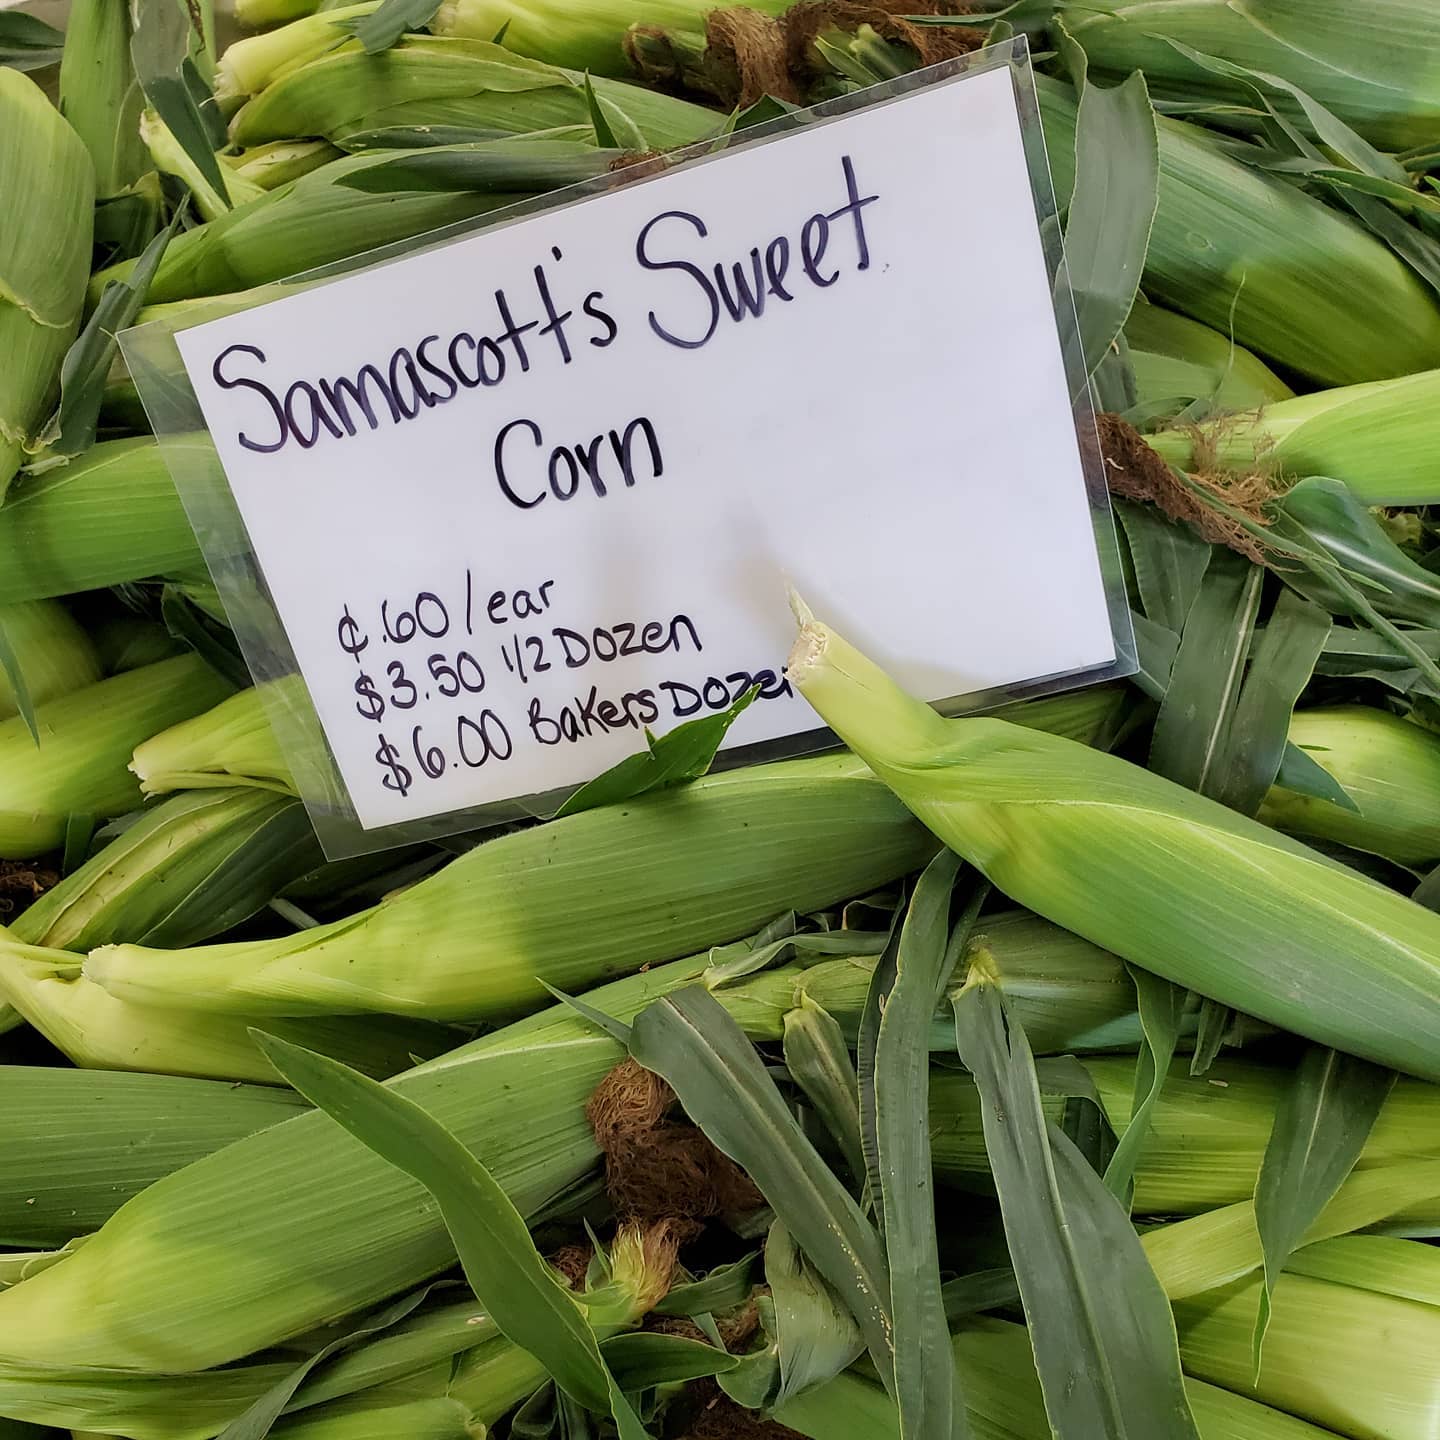 Samascott's Sweet
Corn
¢.60/ear
$3.50 1/2 Dozen
$6.00 Bakers Dozen